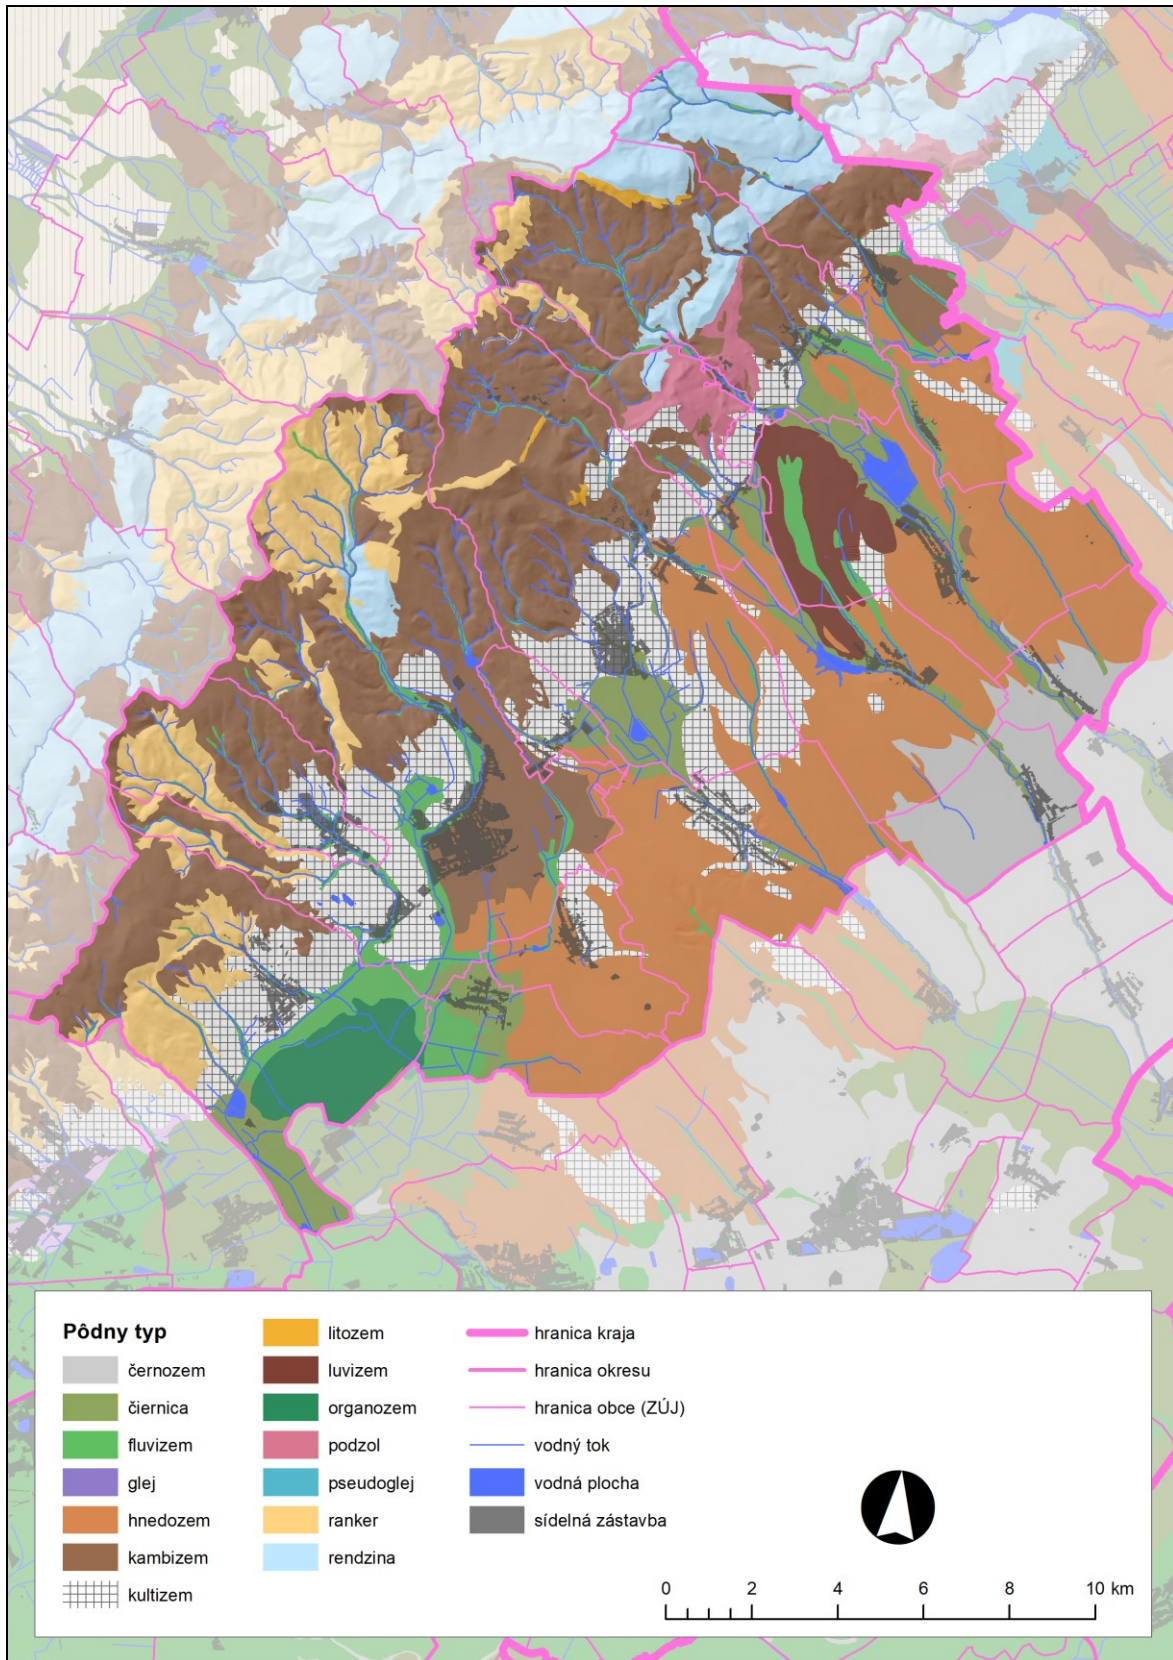 Pôdny typ
černozem
čiernica
fluvizem
glej
hnedozem
kambizem
kultizem
litozem
luvizem
organozem
podzol
pseudoglej
ranker
rendzina
hranica kraja
hranica okresu
hranica obce (ZÚJ)
vodný tok
vodná plocha
sídelná zástavba
0 2 4 6 8 10 km